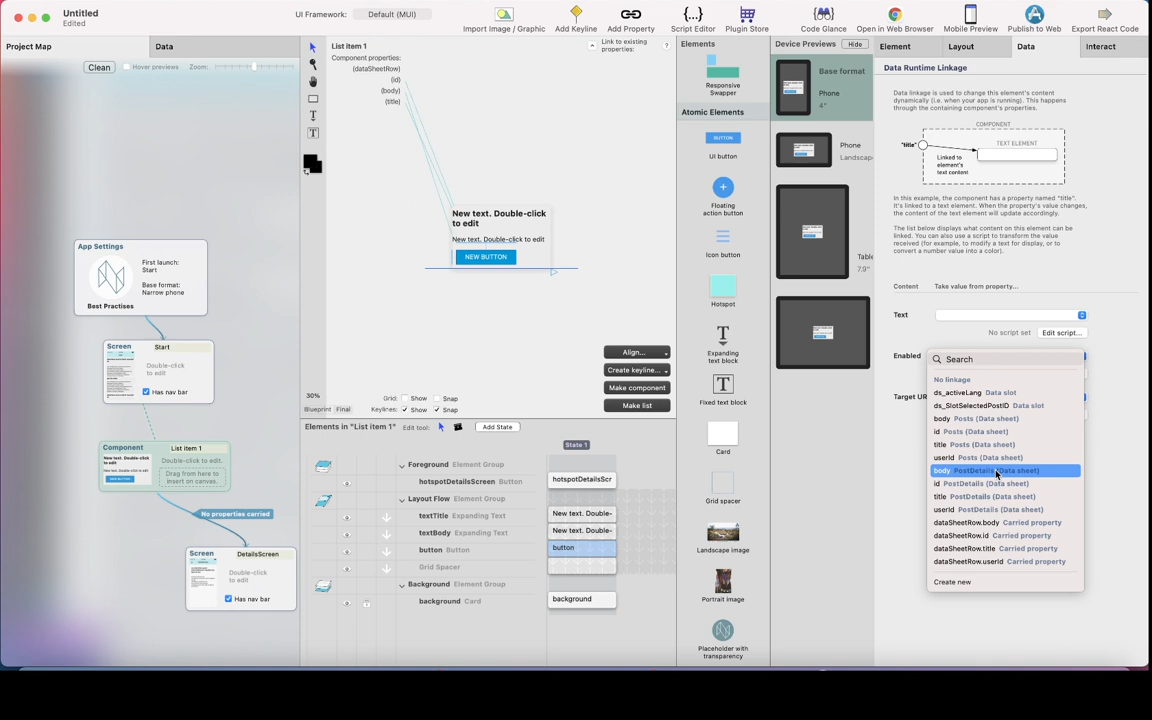 Untitled
Edited
UI Framework:
Default (MUI)
Import Image / Graphic
Add Keyline
Add Property
Script Editor
Plugin Store
Code Glance
Open in Web Browser
Mobile Preview
Publish to Web
Export React Code
Project Map
Data
Clean
Hover previews
Zoom:
App Settings
First launch:
Start
Base format:
Narrow phone
Best Practises
Screen
Start
Double-click
to edit
Has nav bar
Component
List item 1
Double-click to edit.
Drag from here to
insert on canvas.
No properties carried
Screen
DetailsScreen
Double-click
to edit
Has nav bar
List item 1
Component properties:
(dataSheetRow)
(id)
(body)
(title)
Link to existing
properties:
?
New text. Double-click
to edit
New text. Double-click to edit
NEW BUTTON
Align...
Create keyline...
Make component
Make list
30%
Blueprint
Final
Grid:
Show
Snap
Keylines:
Show
Snap
Elements in "List item 1"
Edit tool:
Add State
State 1
Foreground Element Group
hotspotDetailsScreen Button
hotspotDetailsScr
Layout Flow Element Group
textTitle Expanding Text
New text. Double-
textBody Expanding Text
New text. Double-
button Button
button
Grid Spacer
Background Element Group
background Card
background
Elements
Responsive
Swapper
Atomic Elements
BUTTON
UI button
Floating
action button
Icon button
Hotspot
Expanding
text block
Fixed text block
Card
Grid spacer
Landscape image
Portrait image
Placeholder with
transparency
Device Previews
Hide
Base format
Phone
4"
Phone
Landscap
Table
7.9"
Element
Layout
Data
Interact
Data Runtime Linkage
Data linkage is used to change this element's content
dynamically (i.e. when your app is running). This happens
through the containing component's properties.
COMPONENT
"title"
TEXT ELEMENT
Linked to
element's
text content
In this example, the component has a property named "title".
It's linked to a text element. When the property's value changes,
the content of the text element will update accordingly.
The list below displays what content on this element can be
linked. You can also use a script to transform the value
received (for example, to modify a text for display, or to
convert a number value into a color).
Content
Take value from property...
Text
No script set
Edit script...
Enabled
Target UR
Search
No linkage
ds_activeLang Data slot
ds_SlotSelectedPostID Data slot
body Posts (Data sheet)
id Posts (Data sheet)
title Posts (Data sheet)
userId Posts (Data sheet)
body PostDetails (Data sheet)
id PostDetails (Data sheet)
title PostDetails (Data sheet)
userId PostDetails (Data sheet)
dataSheetRow.body Carried property
dataSheetRow.id Carried property
dataSheetRow.title Carried property
dataSheetRow.userId Carried property
Create new